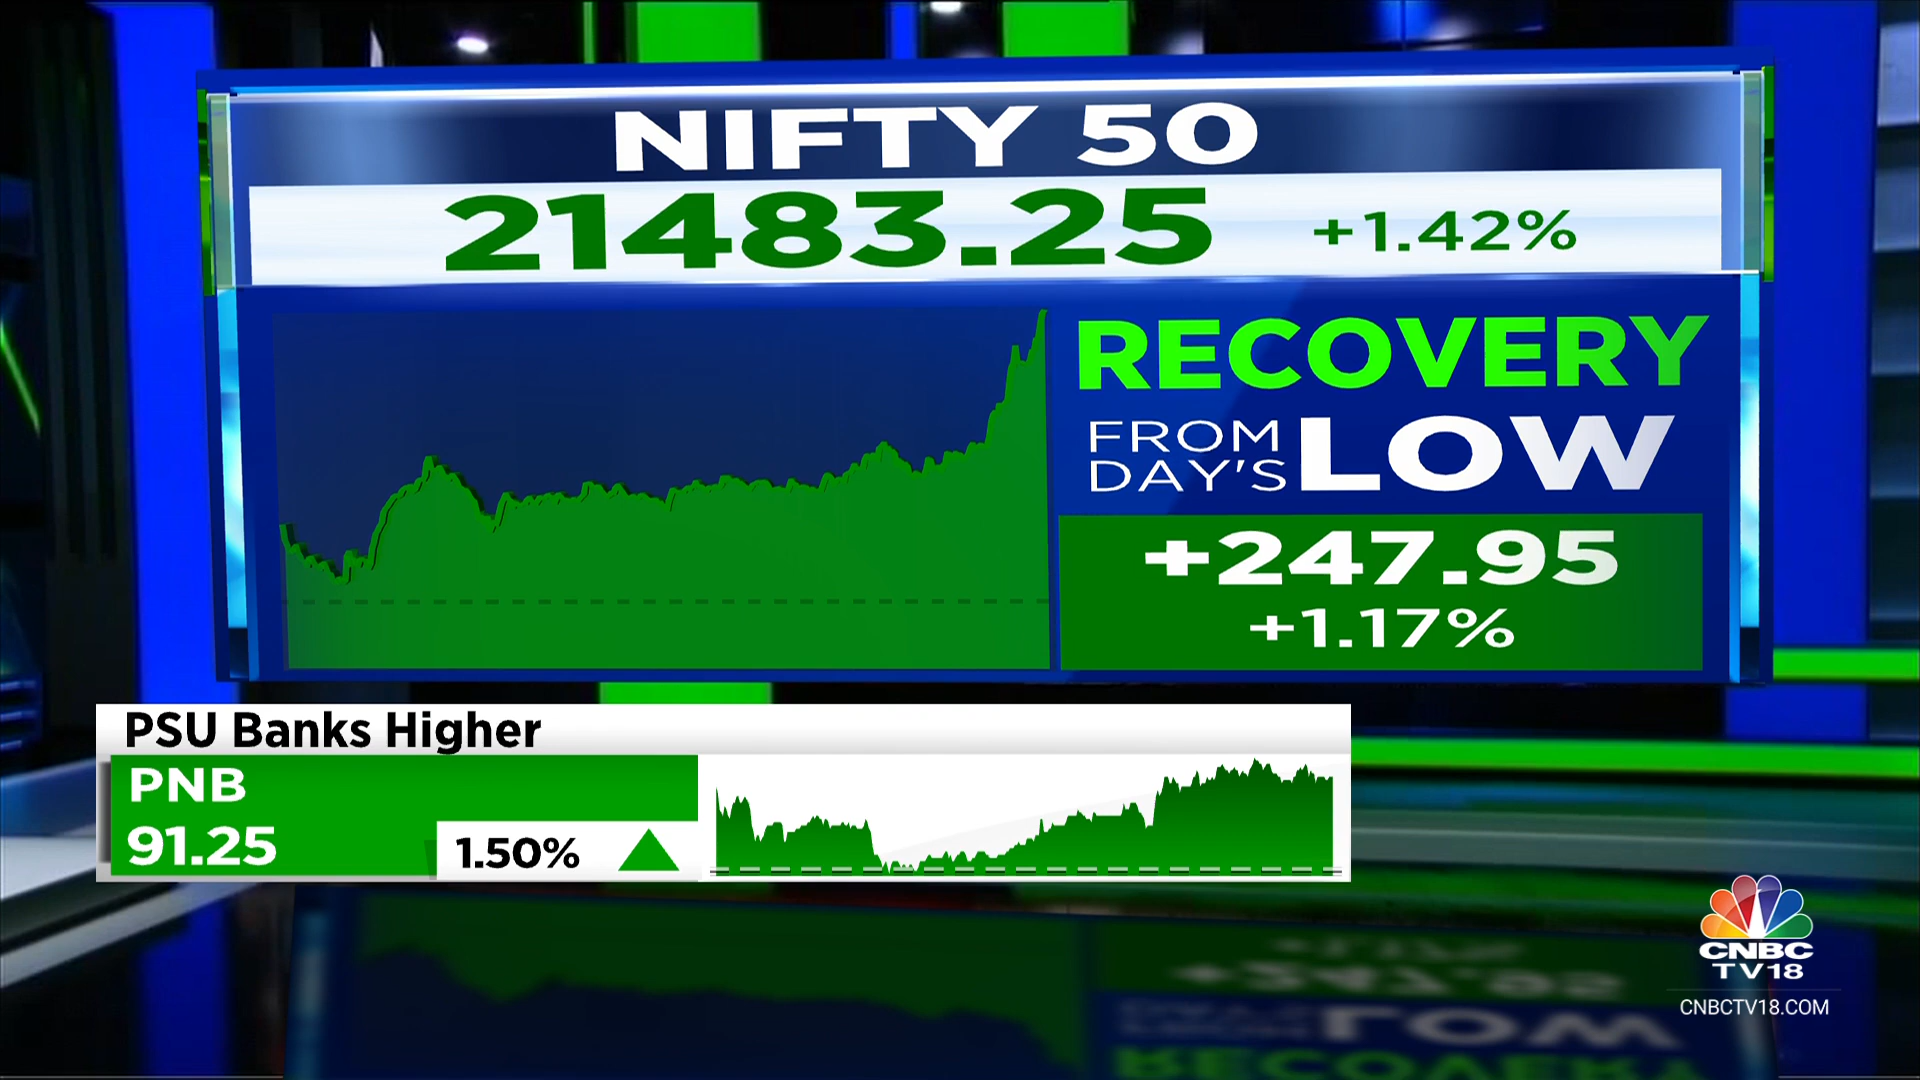 NIFTY 50
21483.25 +1.42%
RECOVERY
FROM DAY'S LOW
+247.95
+1.17%
PSU Banks Higher
PNB
91.25
1.50%
CNBC
TV18
CNBCTV18.COM